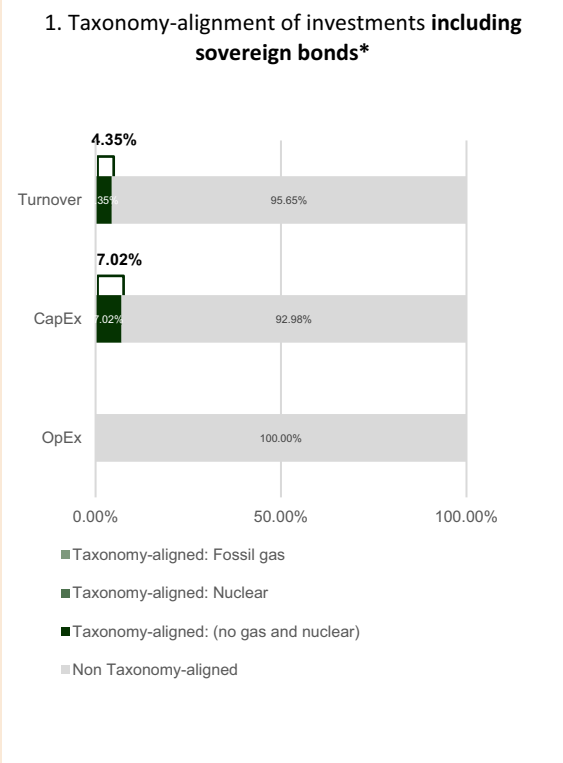 1. Taxonomy-alignment of investments including
sovereign bonds*
4.35%
Turnover
35%
95.65%
7.02%
CapEx
7.02%
92.98%
OpEx
100.00%
0.00% 50.00% 100.00%
Taxonomy-aligned: Fossil gas
Taxonomy-aligned: Nuclear
Taxonomy-aligned: (no gas and nuclear)
Non Taxonomy-aligned